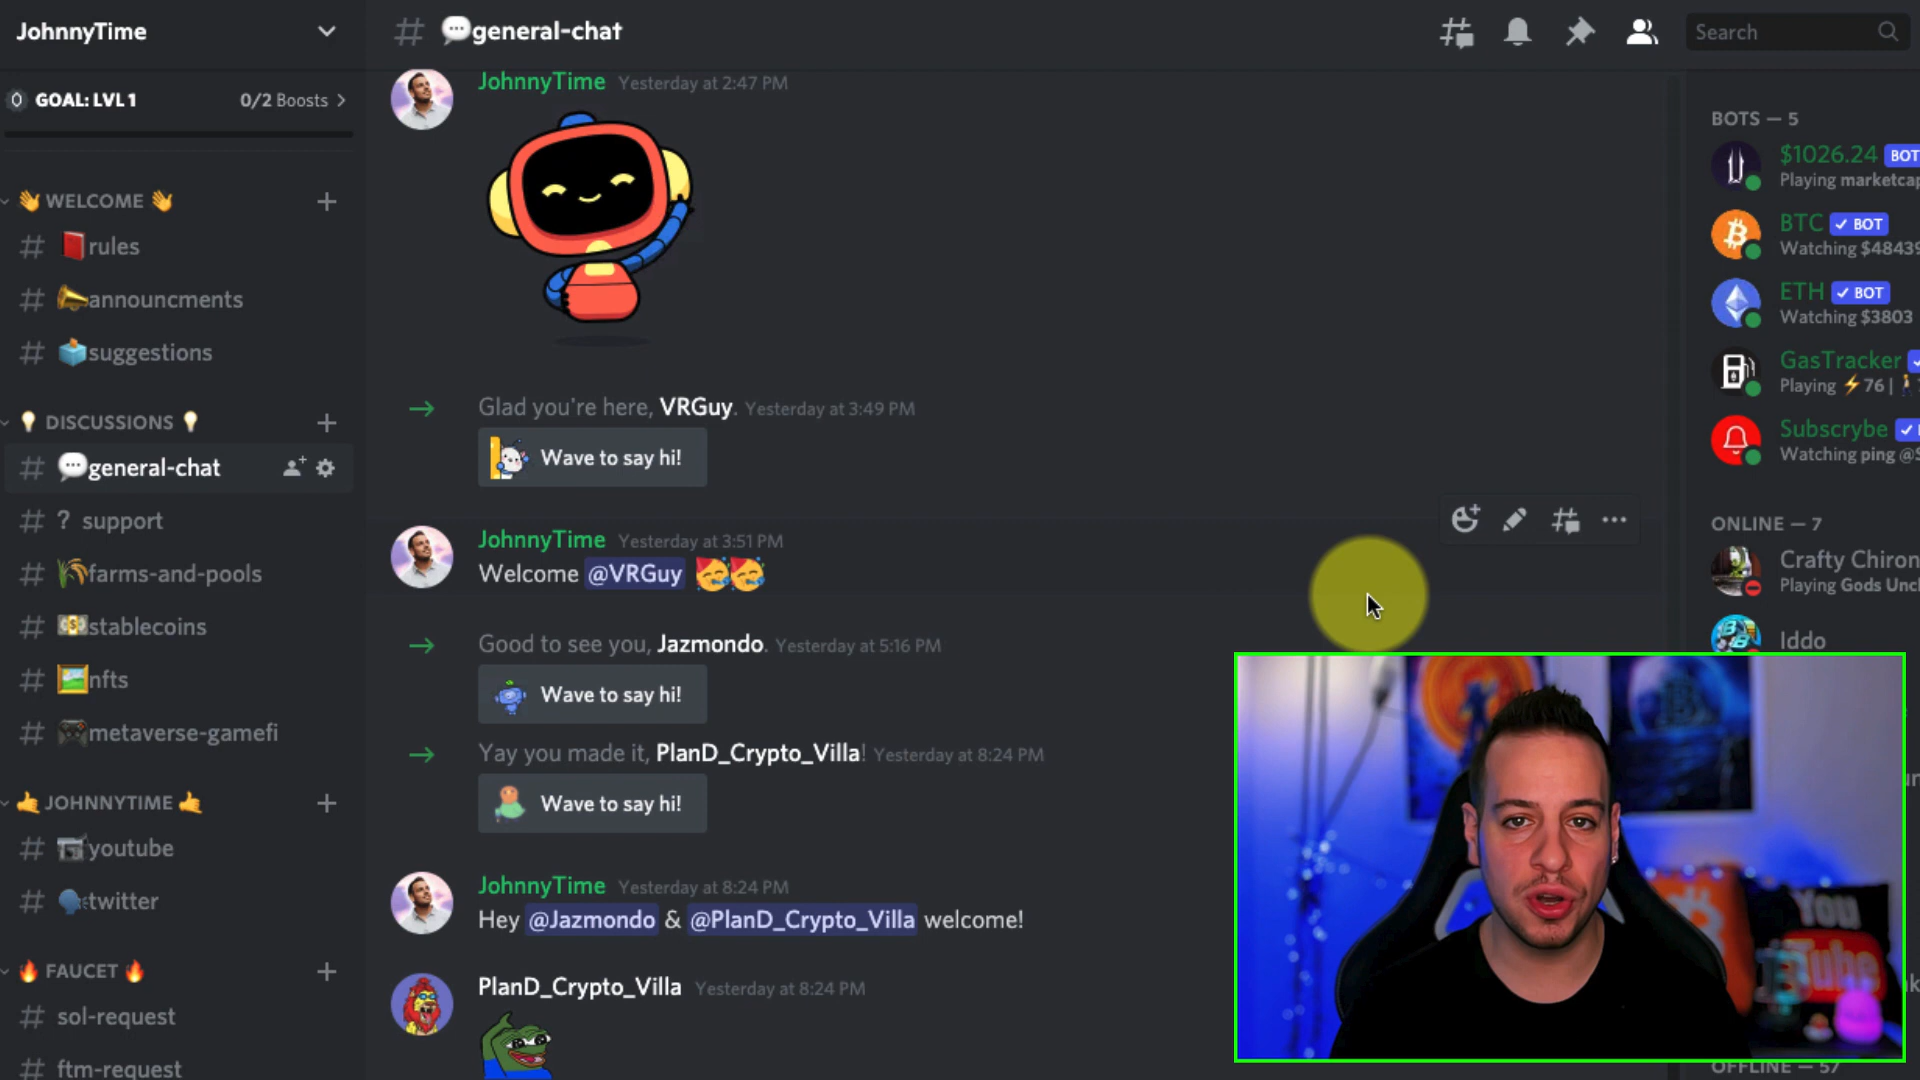 JohnnyTime
GOAL: LVL 1 0/2 Boosts
WELCOME
rules
announcments
suggestions
DISCUSSIONS
general-chat
? support
farms-and-pools
stablecoins
nfts
metaverse-gamefi
JOHNNYTIME
youtube
twitter
FAUCET
sol-request
ftm-request
general-chat
Search
JohnnyTime Yesterday at 2:47 PM
Glad you're here, VRGuy. Yesterday at 3:49 PM
Wave to say hi!
JohnnyTime Yesterday at 3:51 PM
Welcome @VRGuy
Good to see you, Jazmondo. Yesterday at 5:16 PM
Wave to say hi!
Yay you made it, PlanD_Crypto_Villa! Yesterday at 8:24 PM
Wave to say hi!
JohnnyTime Yesterday at 8:24 PM
Hey @Jazmondo & @PlanD_Crypto_Villa welcome!
PlanD_Crypto_Villa Yesterday at 8:24 PM
BOTS — 5
$1026.24 BOT
Playing marketcap
BTC BOT
Watching $48439
ETH BOT
Watching $3803
GasTracker
Playing ⚡76 |
Subscrybe
Watching ping @S
ONLINE — 7
Crafty Chiron
Playing Gods Uncl
Iddo
You
Tube
OFFLINE — 57